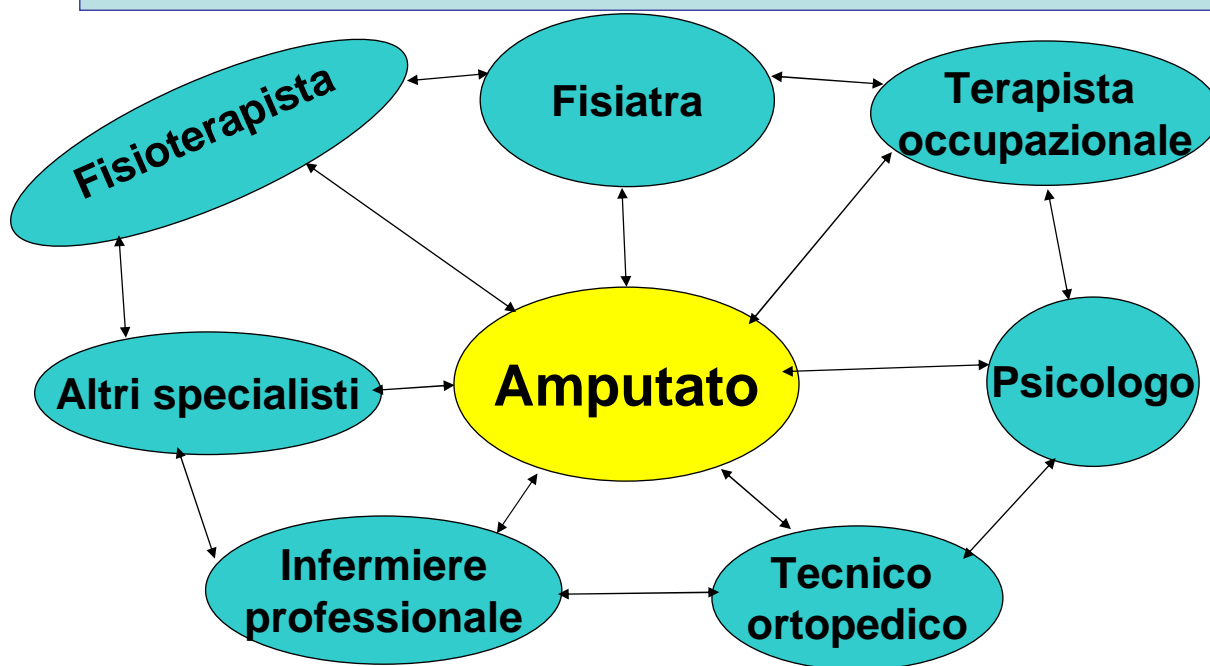 Fisioterapista
Fisiatra
Terapista
occupazionale
Altri specialisti
Amputato
Psicologo
Infermiere
professionale
Tecnico
ortopedico